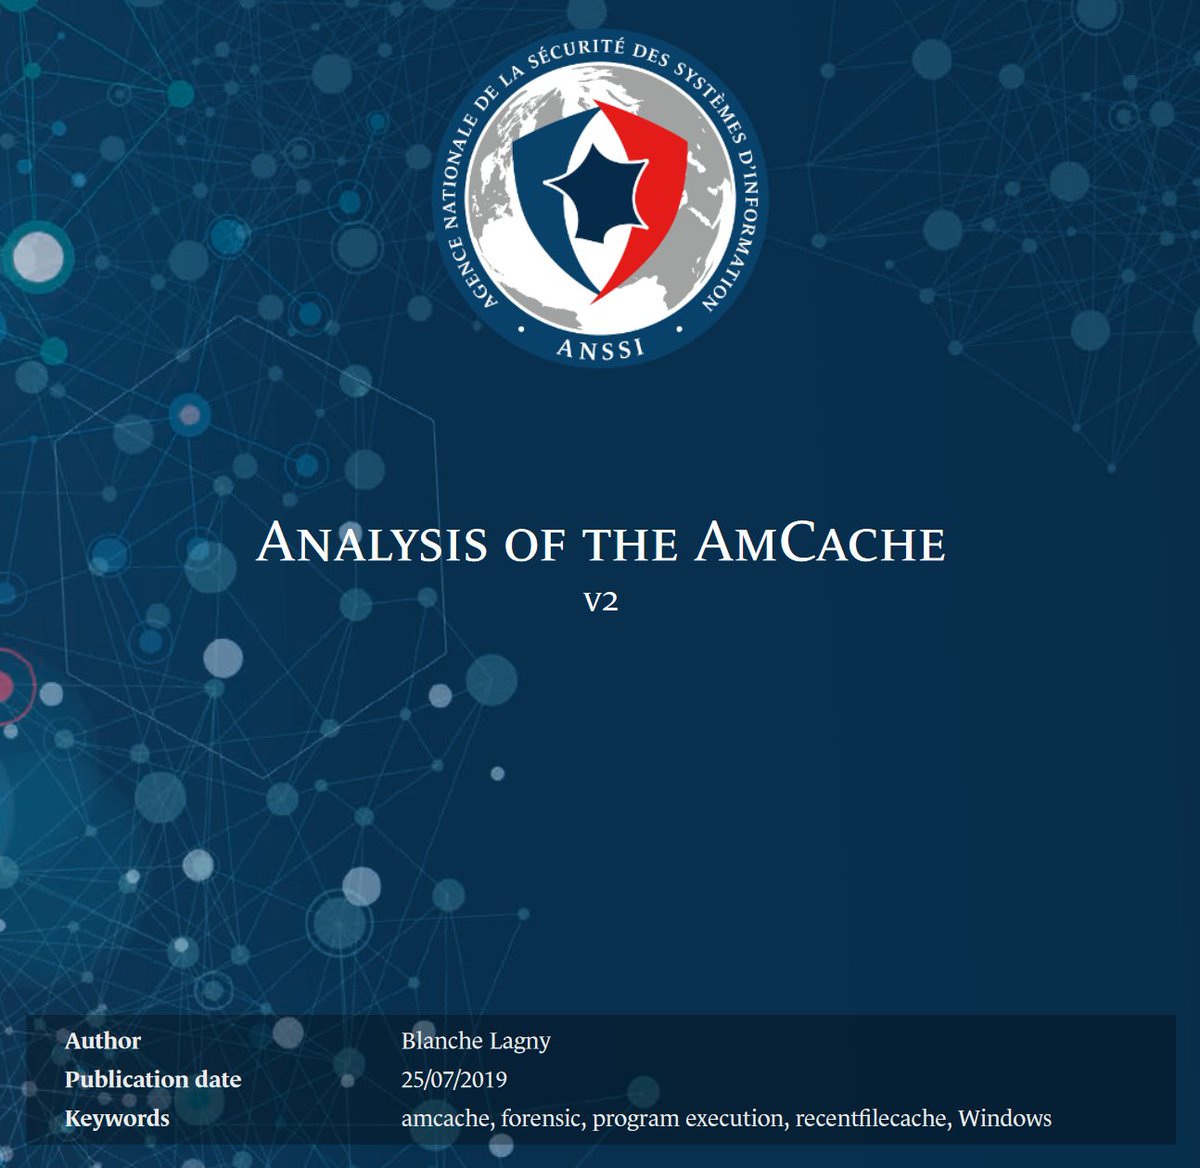 AGENCE NATIONALE DE LA SÉCURITÉ DES SYSTÈMES D'INFORMATION
ANSSI
ANALYSIS OF THE AMCACHE
V2
Author Blanche Lagny
Publication date 25/07/2019
Keywords amcache, forensic, program execution, recentfilecache, Windows